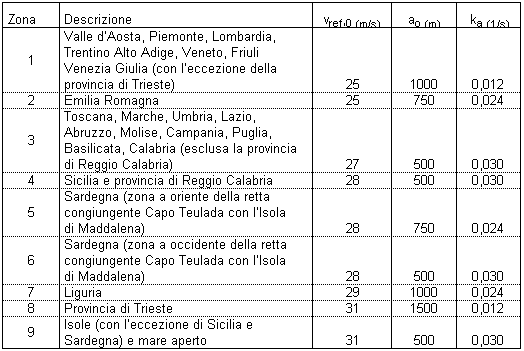 Zona Descrizione vref,0 (m/s) ao (m) ka (1/s)
Valle d'Aosta, Piemonte, Lombardia,
Trentino Alto Adige, Veneto, Friuli
1 Venezia Giulia (con l'eccezione della
provincia di Trieste) 25 1000 0,012
2 Emilia Romagna 25 750 0,024
Toscana, Marche, Umbria, Lazio,
Abruzzo, Molise, Campania, Puglia,
3 Basilicata, Calabria (esclusa la provincia
di Reggio Calabria) 27 500 0,030
4 Sicilia e provincia di Reggio Calabria 28 500 0,030
Sardegna (zona a oriente della retta
5 congiungente Capo Teulada con l'Isola
di Maddalena) 28 750 0,024
Sardegna (zona a occidente della retta
6 congiungente Capo Teulada con l'Isola
di Maddalena) 28 500 0,030
7 Liguria 29 1000 0,024
8 Provincia di Trieste 31 1500 0,012
9 Isole (con l'eccezione di Sicilia e
Sardegna) e mare aperto 31 500 0,030